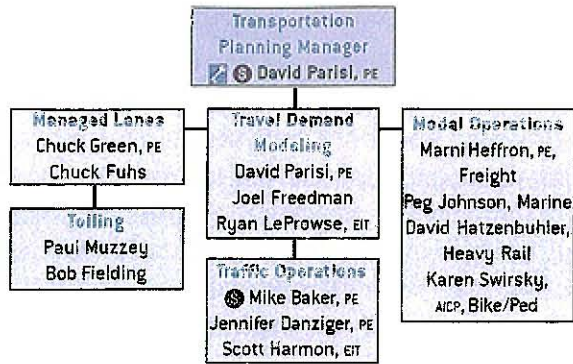 Transportation
Planning Manager
S David Parisi, PE
Managed Lanes
Chuck Green, PE
Chuck Fuhs
Tolling
Paul Muzzey
Bob Fielding
Travel Demand
Modeling
David Parisi, PE
Joel Freedman
Ryan LeProwse, EIT
Traffic Operations
S Mike Baker, PE
Jennifer Danziger, PE
Scott Harmon, EIT
Modal Operations
Marni Heffron, PE,
Freight
Peg Johnson, Marine
David Hatzenbuhler,
Heavy Rail
Karen Swirsky,
AICP, Bike/Ped